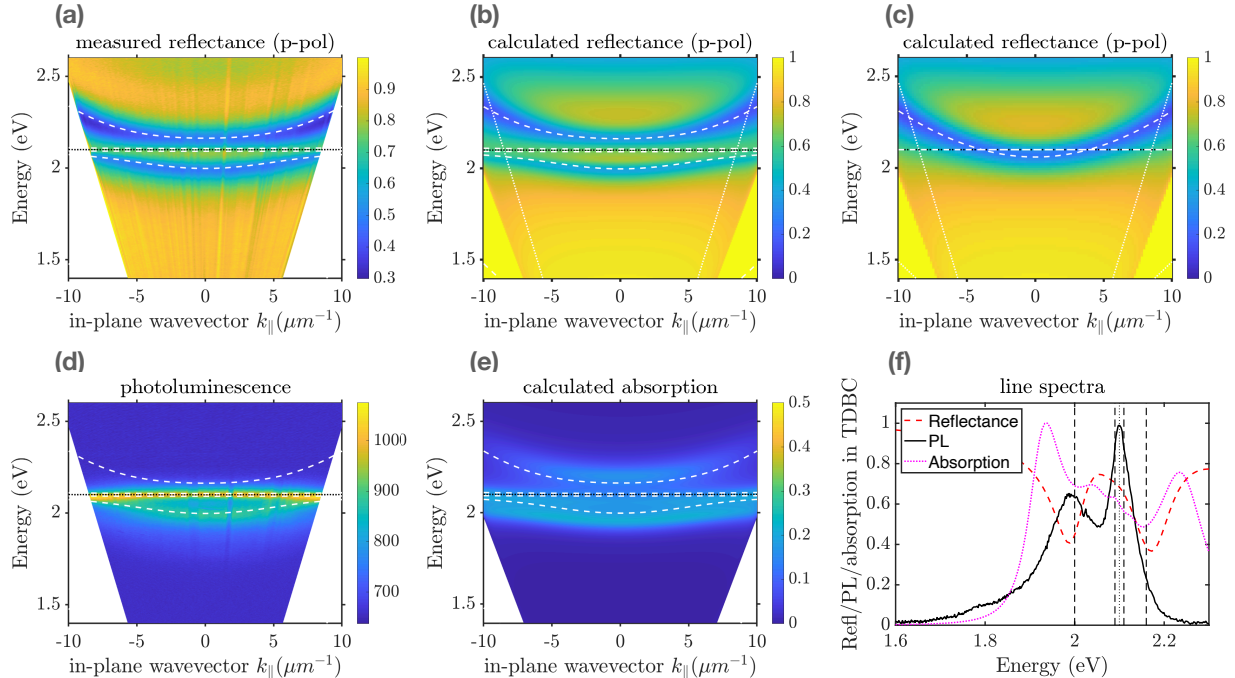 (a)
measured reflectance (p-pol)
2.5
2
1.5
Energy (eV)
-10 -5 0 5 10
in-plane wavevector k∥(μm⁻¹)
0.9
0.8
0.7
0.6
0.5
0.4
0.3
(b)
calculated reflectance (p-pol)
2.5
2
1.5
Energy (eV)
-10 -5 0 5 10
in-plane wavevector k∥(μm⁻¹)
1
0.8
0.6
0.4
0.2
0
(c)
calculated reflectance (p-pol)
2.5
2
1.5
Energy (eV)
-10 -5 0 5 10
in-plane wavevector k∥(μm⁻¹)
1
0.8
0.6
0.4
0.2
0
(d)
photoluminescence
2.5
2
1.5
Energy (eV)
-10 -5 0 5 10
in-plane wavevector k∥(μm⁻¹)
1000
900
800
700
(e)
calculated absorption
2.5
2
1.5
Energy (eV)
-10 -5 0 5 10
in-plane wavevector k∥(μm⁻¹)
0.5
0.4
0.3
0.2
0.1
0
(f)
line spectra
Refl/PL/absorption in TDBC
1
0.8
0.6
0.4
0.2
0
Reflectance
PL
Absorption
1.6 1.8 2 2.2
Energy (eV)